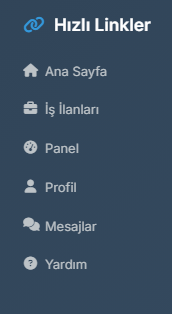 Hızlı Linkler
Ana Sayfa
İş İlanları
Panel
Profil
Mesajlar
Yardım